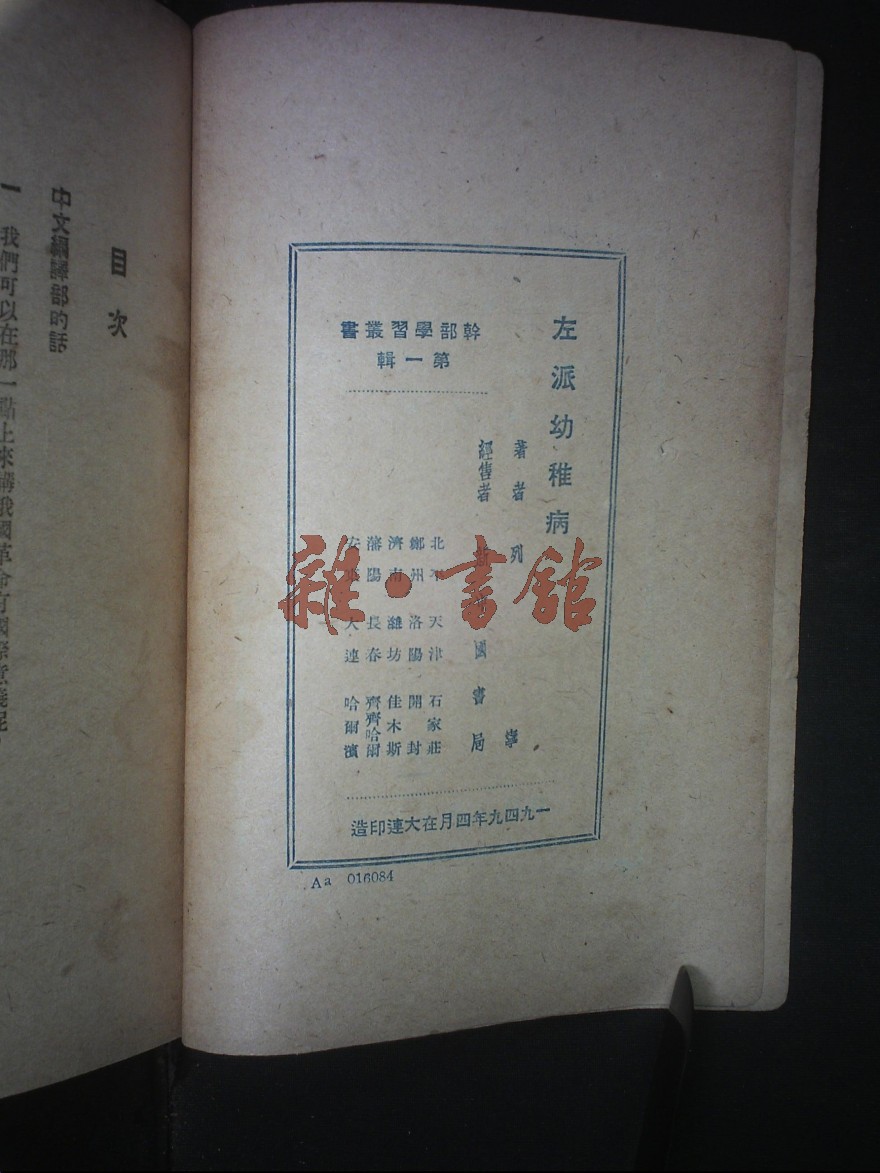 左派幼稚病
著者 列寧
經售者 國書局
北平 天津 石家莊
鄭州 洛陽 開封
濟南 濰坊 佳木斯
瀋陽 長春 齊齊哈爾
安東 大連 哈爾濱
幹部學習叢書
第一輯
一九四九年四月在大連印造
Aa 016084
目次
中文編譯部的話
一 我們可以在那一點上來講我國革命有國際意義呢
雜·書館